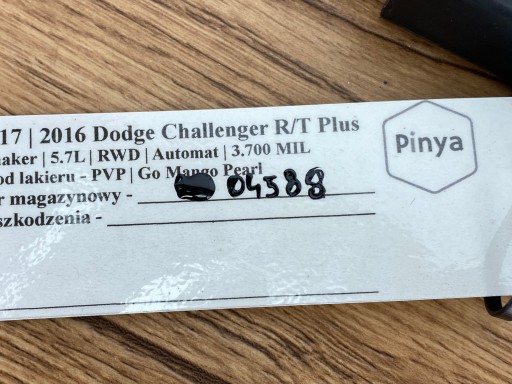 17 | 2016 Dodge Challenger R/T Plus
naker | 5.7L | RWD | Automat | 3.700 MIL
od lakieru - PVP | Go Mango Pearl
r magazynowy - 04588
szkodzenia -
Pinya